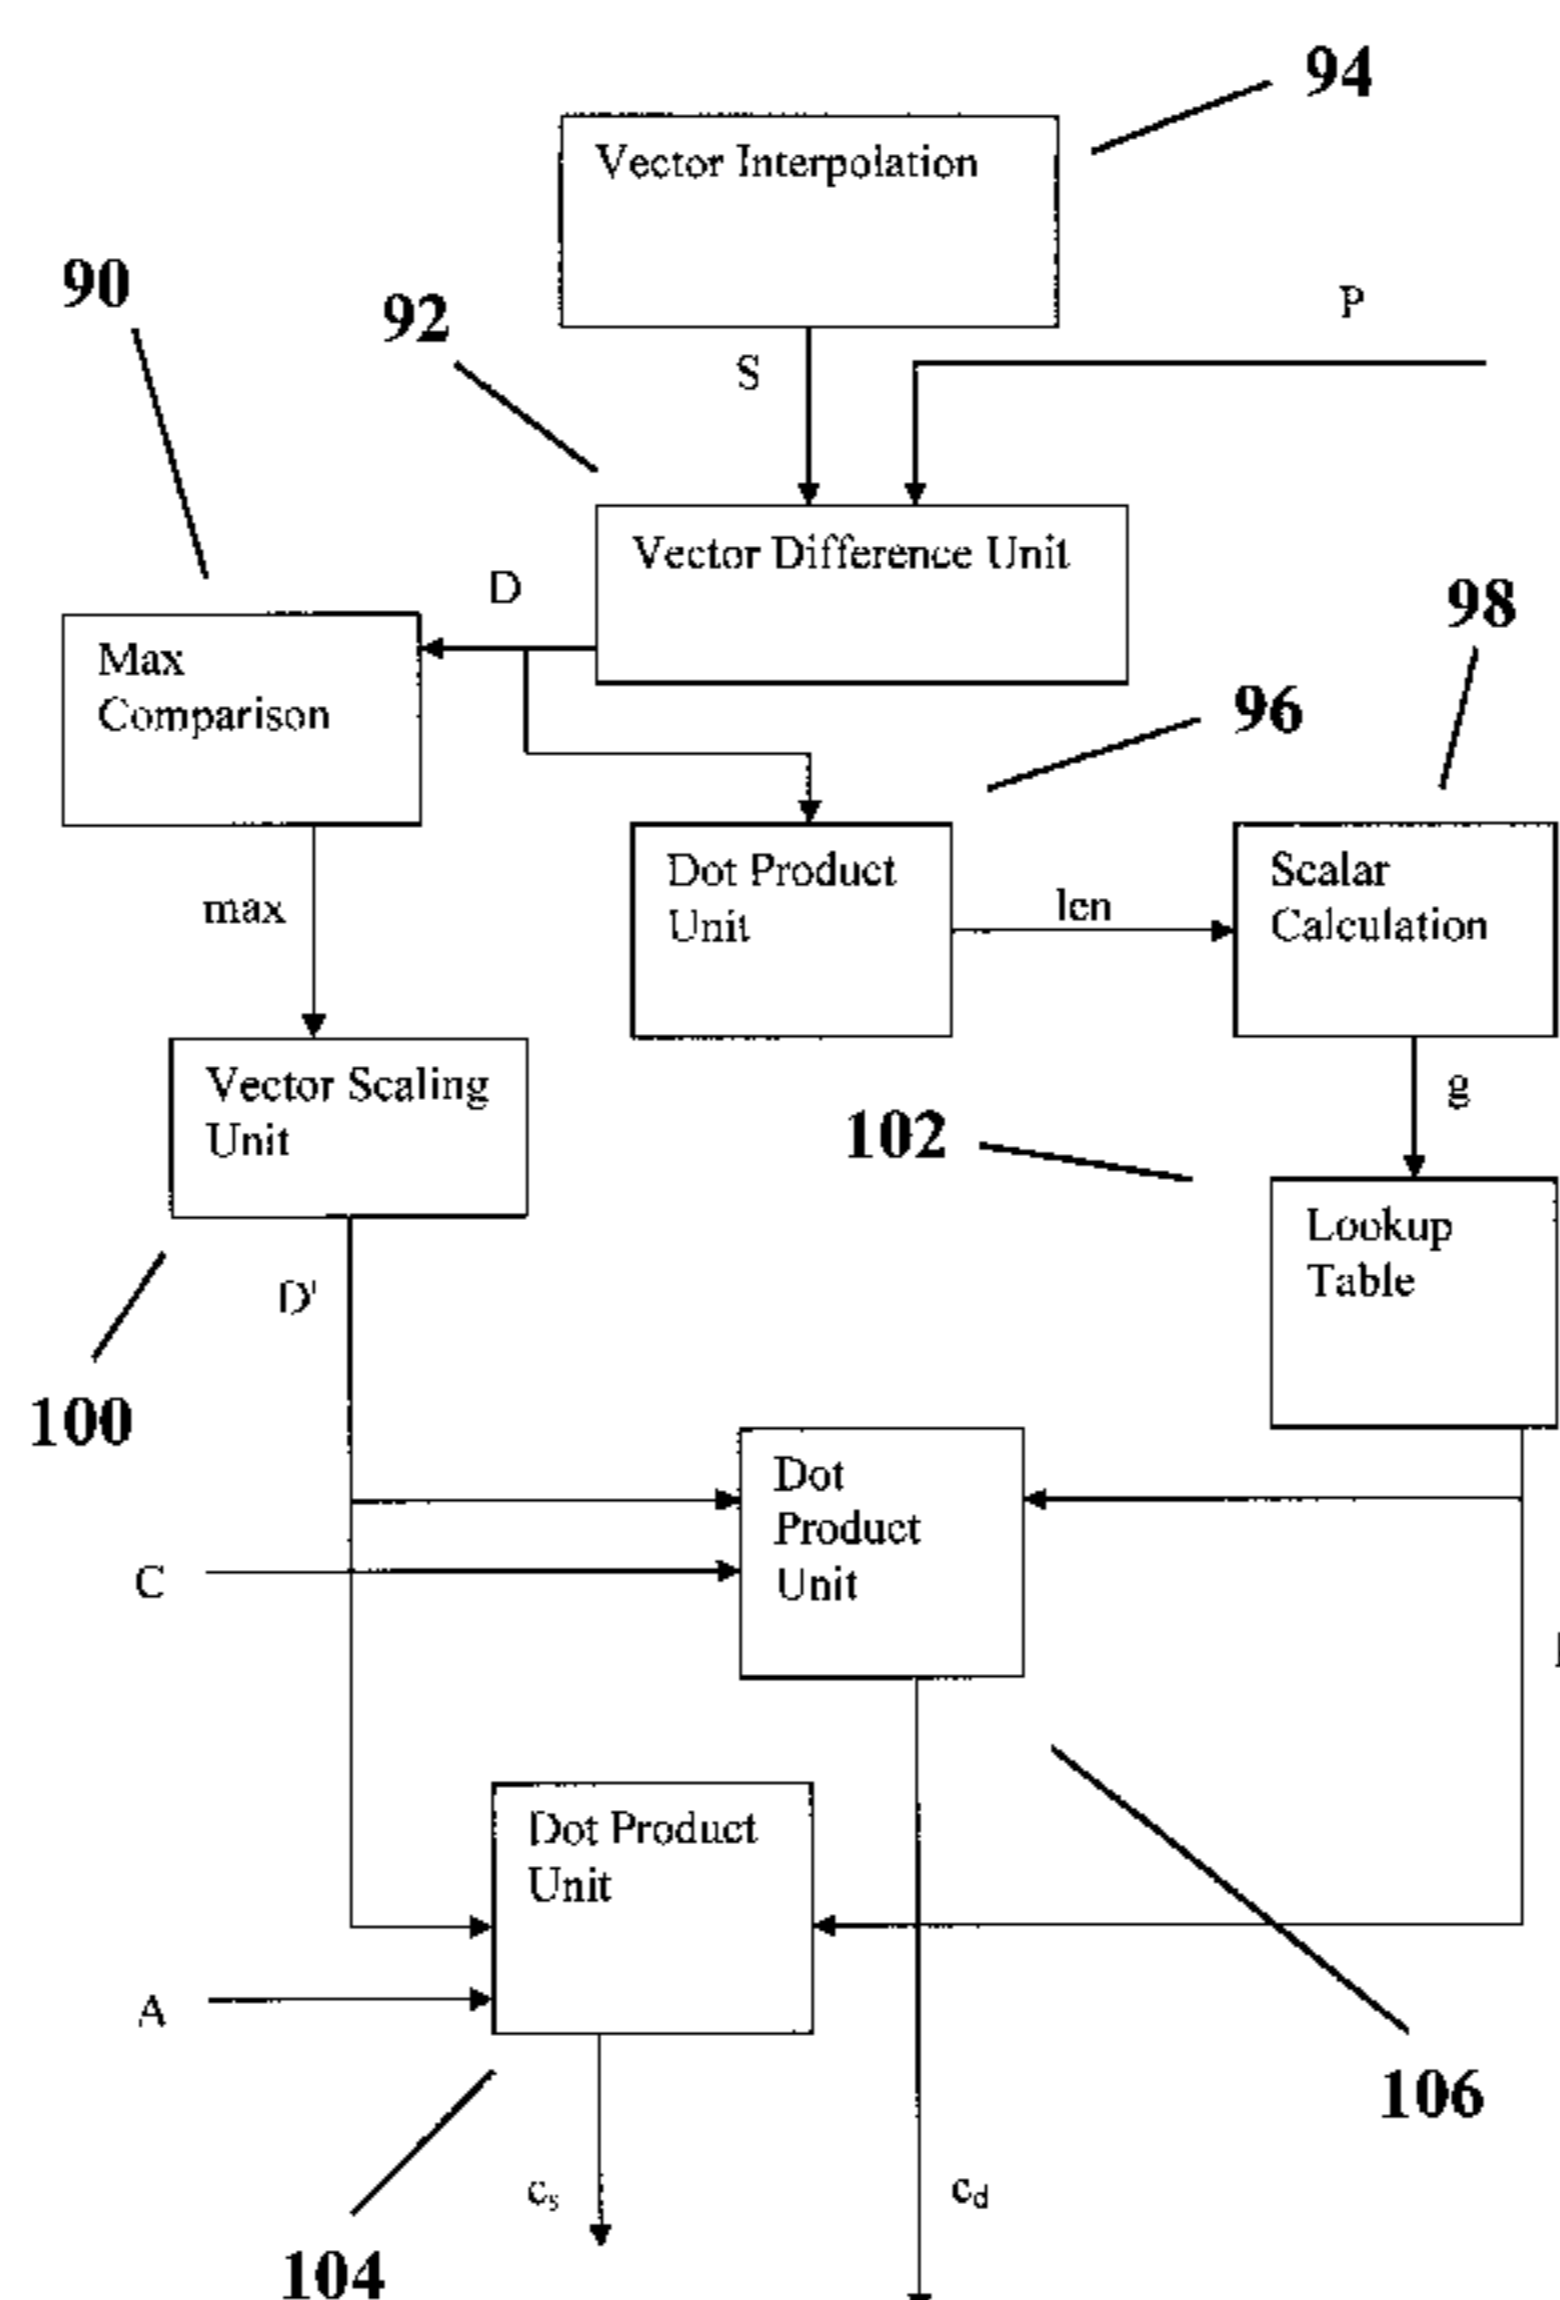 94
Vector Interpolation
90
92
P
S
Vector Difference Unit
D
98
Max
Comparison
96
Dot Product
Unit
len
Scalar
Calculation
max
Vector Scaling
Unit
g
102
Lookup
Table
D'
100
Dot
Product
Unit
C
Dot Product
Unit
A
106
cs
cd
104